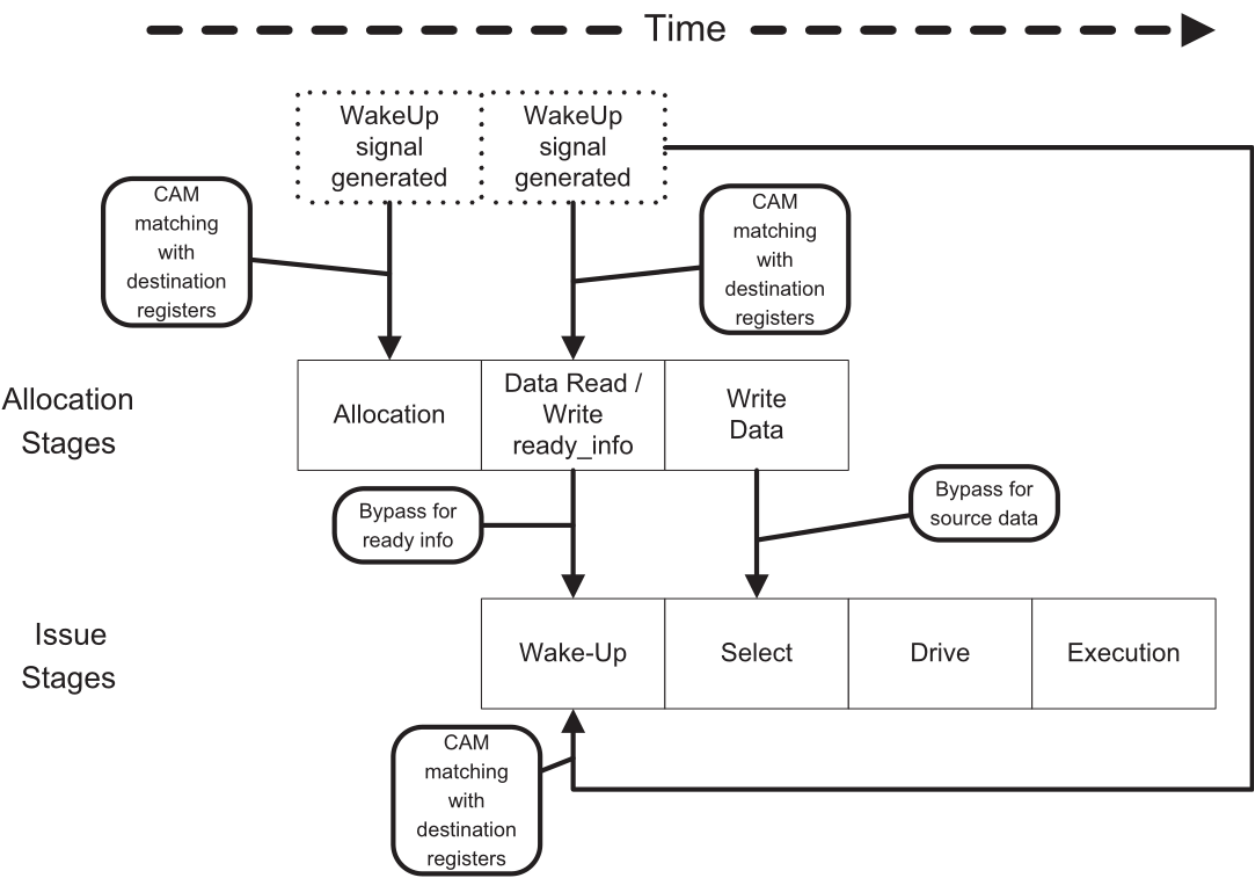 Time
WakeUp
signal
generated
WakeUp
signal
generated
CAM
matching
with
destination
registers
CAM
matching
with
destination
registers
Allocation
Stages
Allocation
Data Read /
Write
ready_info
Write
Data
Bypass for
ready info
Bypass for
source data
Issue
Stages
Wake-Up
Select
Drive
Execution
CAM
matching
with
destination
registers